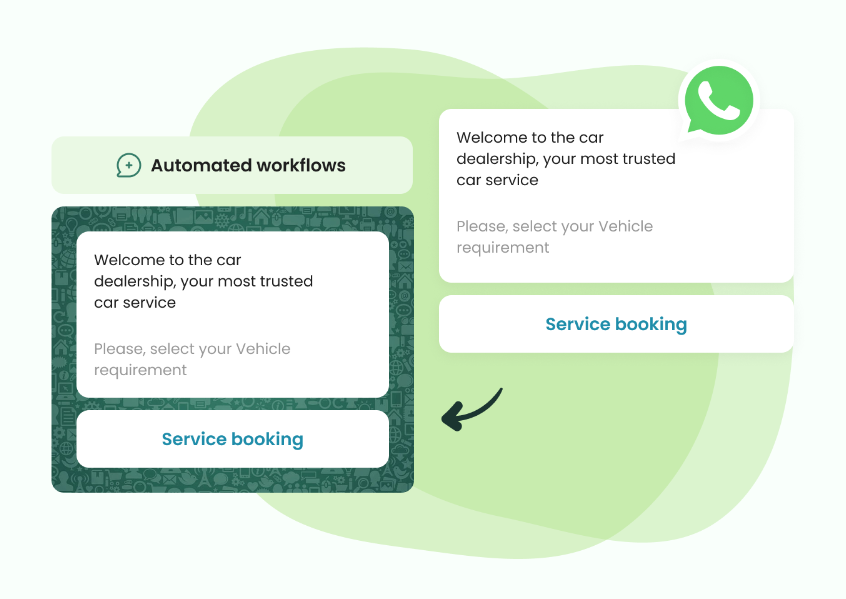 Automated workflows
Welcome to the car
dealership, your most trusted
car service
Please, select your Vehicle
requirement
Service booking
Welcome to the car
dealership, your most trusted
car service
Please, select your Vehicle
requirement
Service booking